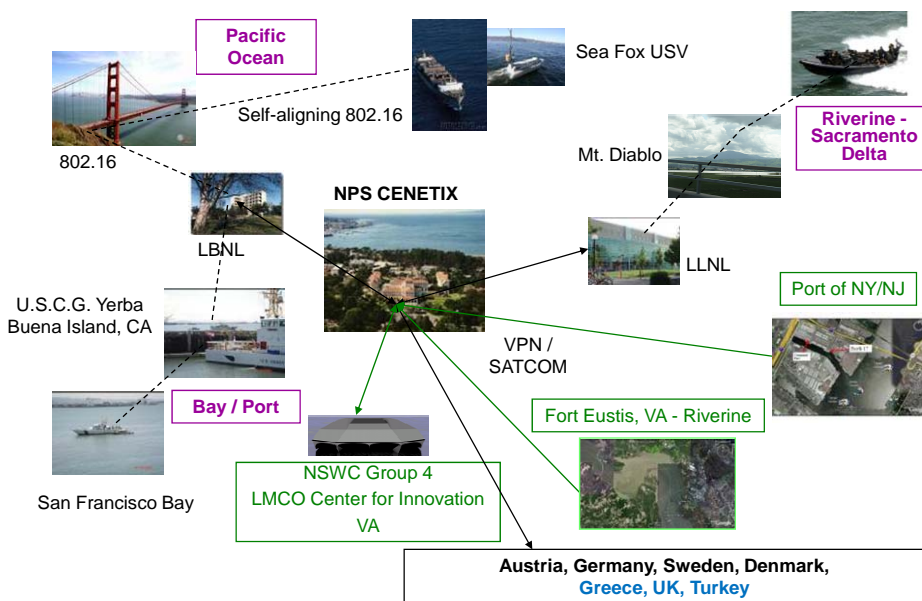 Pacific
Ocean
Sea Fox USV
Self-aligning 802.16
802.16
Riverine -
Sacramento
Delta
Mt. Diablo
NPS CENETIX
LBNL
LLNL
U.S.C.G. Yerba
Buena Island, CA
Port of NY/NJ
VPN /
SATCOM
Bay / Port
Fort Eustis, VA - Riverine
San Francisco Bay
NSWC Group 4
LMCO Center for Innovation
VA
Austria, Germany, Sweden, Denmark,
Greece, UK, Turkey